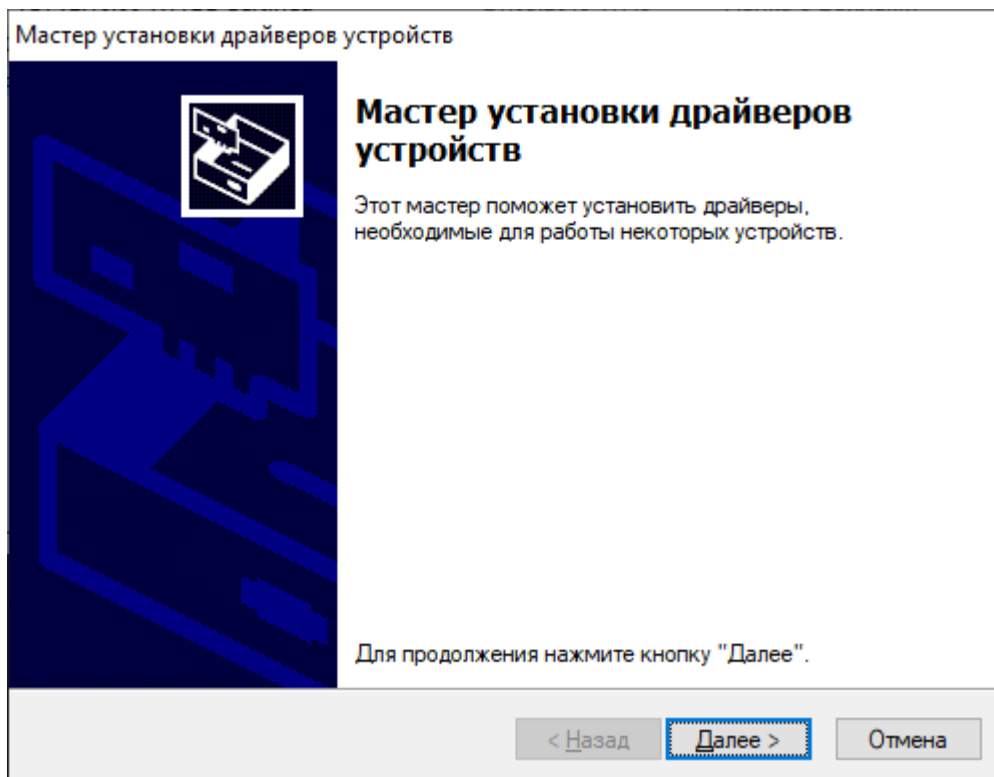 Мастер установки драйверов устройств
Мастер установки драйверов
устройств
Этот мастер поможет установить драйверы,
необходимые для работы некоторых устройств.
Для продолжения нажмите кнопку "Далее".
< Назад
Далее >
Отмена